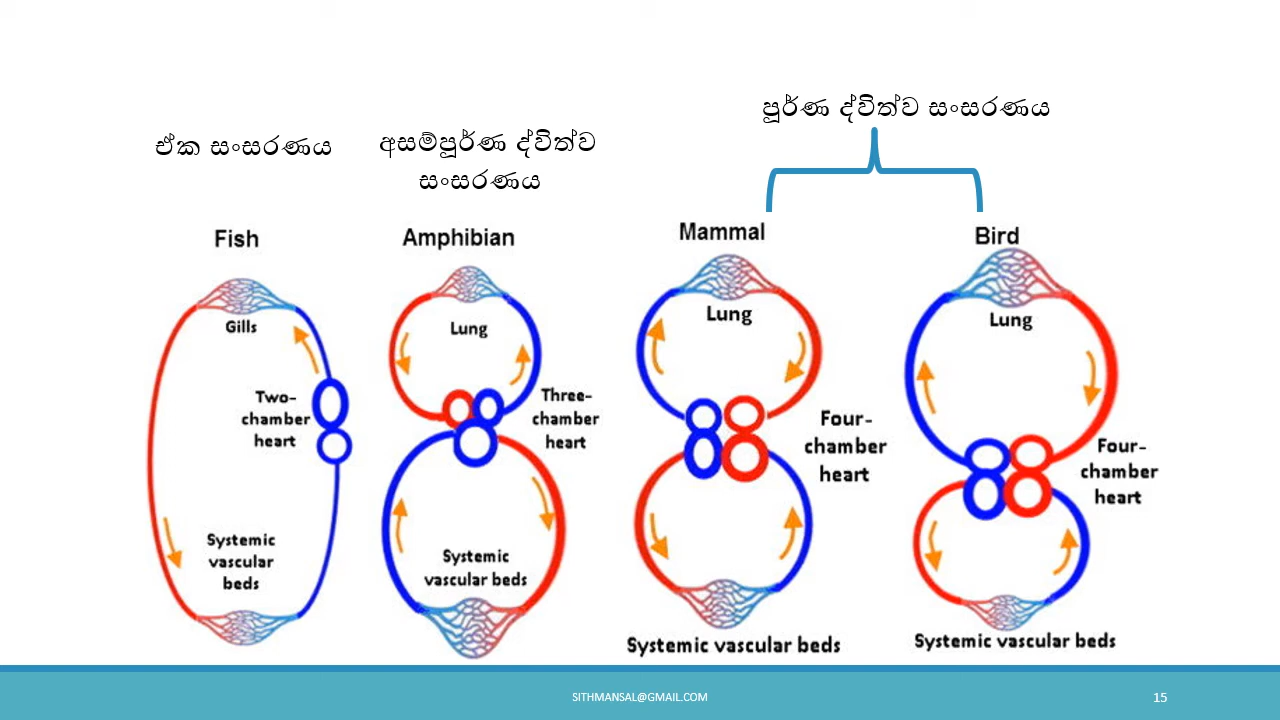 පූර්ණ ද්විත්ව සංසරණය
ඒක සංසරණය
අසම්පූර්ණ ද්විත්ව
සංසරණය
Fish
Amphibian
Mammal
Bird
Gills
Two-
chamber
heart
Systemic
vascular
beds
Lung
Three-
chamber
heart
Systemic
vascular beds
Lung
Four-
chamber
heart
Systemic vascular beds
Lung
Four-
chamber
heart
Systemic vascular beds
SITHMANSAL@GMAIL.COM
15